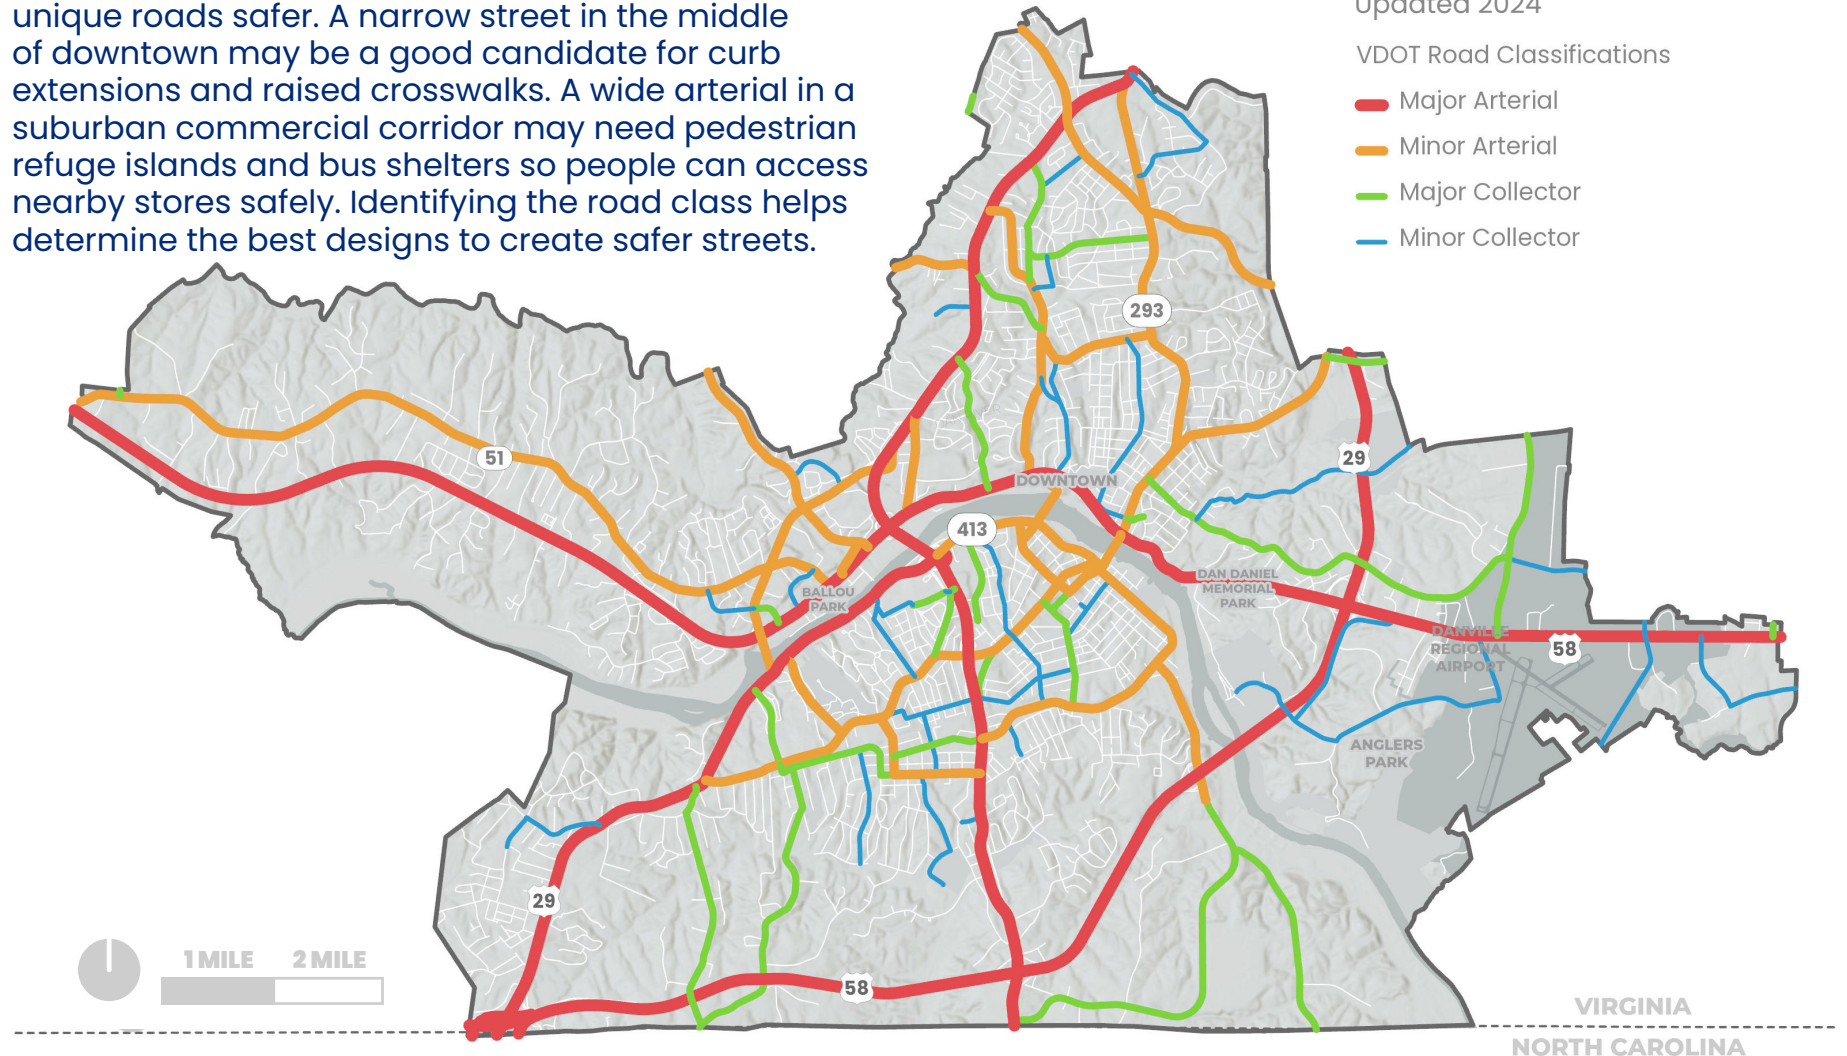 unique roads safer. A narrow street in the middle
of downtown may be a good candidate for curb
extensions and raised crosswalks. A wide arterial in a
suburban commercial corridor may need pedestrian
refuge islands and bus shelters so people can access
nearby stores safely. Identifying the road class helps
determine the best designs to create safer streets.
Updated 2024
VDOT Road Classifications
Major Arterial
Minor Arterial
Major Collector
Minor Collector
293
51
29
DOWNTOWN
413
DAN DANIEL
MEMORIAL
PARK
BALLOU
PARK
DANVILLE
REGIONAL
AIRPORT
58
ANGLERS
PARK
29
58
1 MILE 2 MILE
VIRGINIA
NORTH CAROLINA